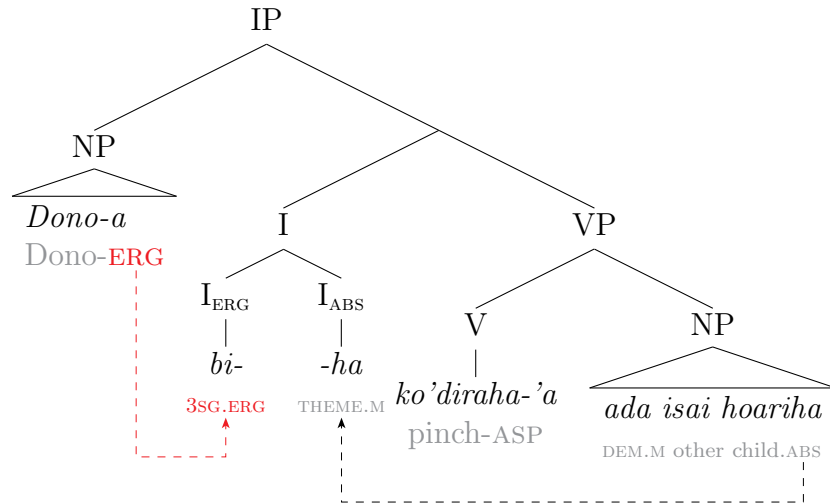 IP
NP
Dono-a
Dono-ERG
I
VP
I_ERG
I_ABS
bi-
-ha
3SG.ERG
THEME.M
V
NP
ko'diraha-'a
ada isai hoariha
pinch-ASP
DEM.M other child.ABS